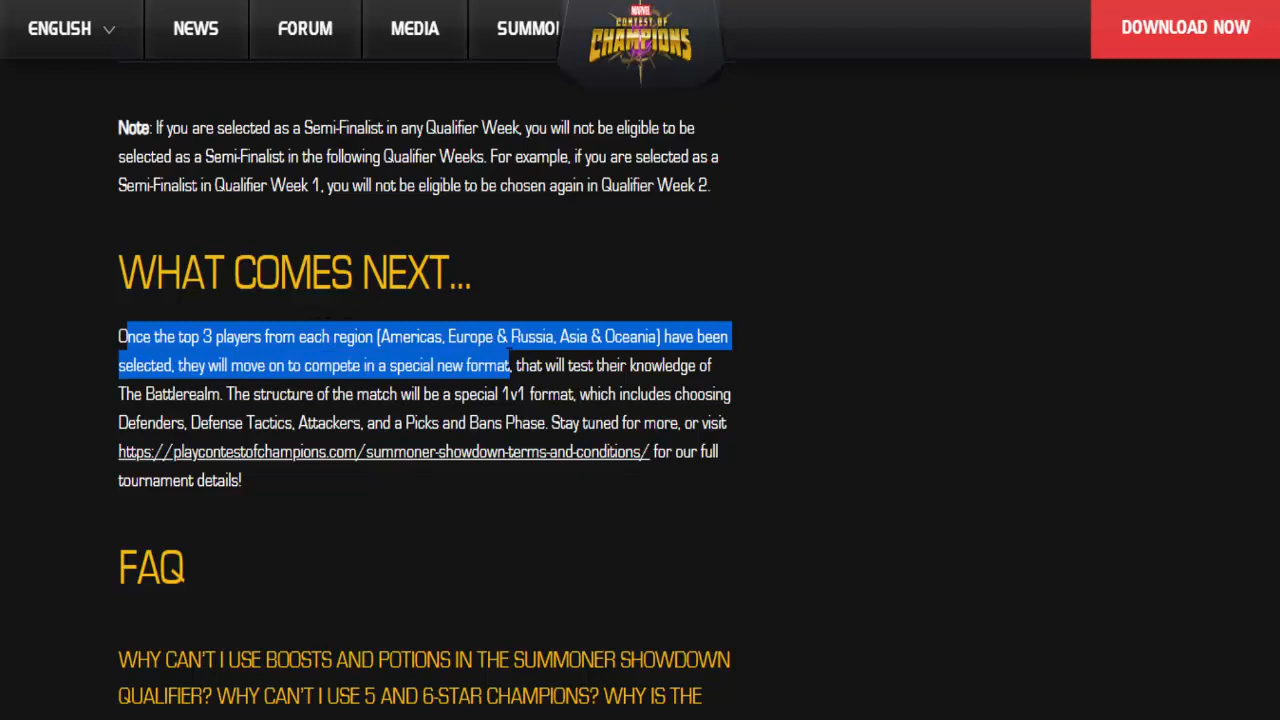 ENGLISH NEWS FORUM MEDIA SUMMO MARVEL CONTEST OF CHAMPIONS DOWNLOAD NOW
Note: If you are selected as a Semi-Finalist in any Qualifier Week, you will not be eligible to be
selected as a Semi-Finalist in the following Qualifier Weeks. For example, if you are selected as a
Semi-Finalist in Qualifier Week 1, you will not be eligible to be chosen again in Qualifier Week 2.
WHAT COMES NEXT...
Once the top 3 players from each region (Americas, Europe & Russia, Asia & Oceania) have been
selected, they will move on to compete in a special new format, that will test their knowledge of
The Battlerealm. The structure of the match will be a special 1v1 format, which includes choosing
Defenders, Defense Tactics, Attackers, and a Picks and Bans Phase. Stay tuned for more, or visit
https://playcontestofchampions.com/summoner-showdown-terms-and-conditions/ for our full
tournament details!
FAQ
WHY CAN'T I USE BOOSTS AND POTIONS IN THE SUMMONER SHOWDOWN
QUALIFIER? WHY CAN'T I USE 5 AND 6-STAR CHAMPIONS? WHY IS THE